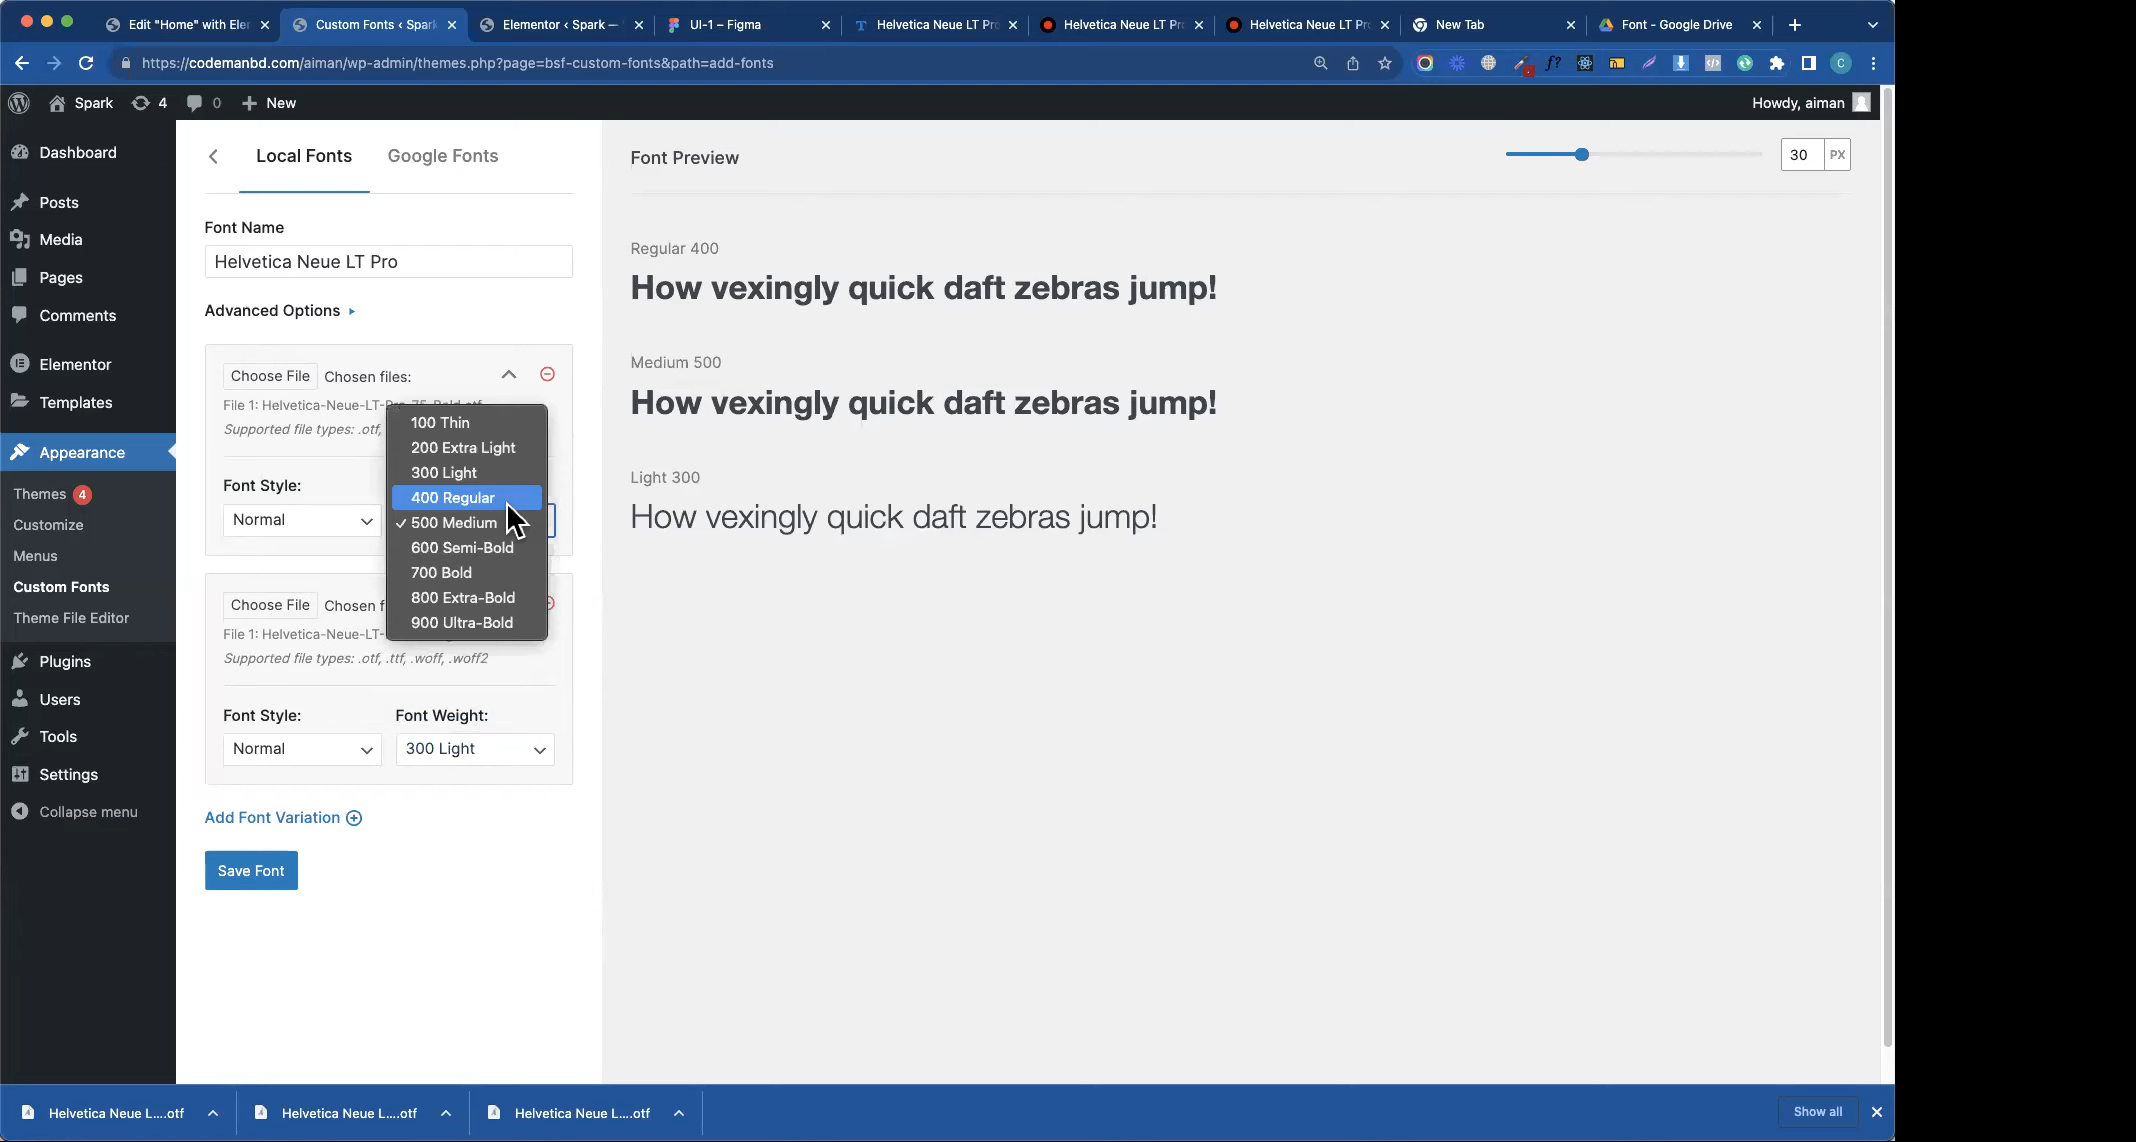 Edit "Home" with Eler
Custom Fonts ‹ Spark
Elementor ‹ Spark —
UI-1 – Figma
Helvetica Neue LT Pro
Helvetica Neue LT Pr
Helvetica Neue LT Pr
New Tab
Font - Google Drive
https://codemanbd.com/aiman/wp-admin/themes.php?page=bsf-custom-fonts&path=add-fonts
C
Spark
4
0
New
Howdy, aiman
Dashboard
Posts
Media
Pages
Comments
Elementor
Templates
Appearance
Themes 4
Customize
Menus
Custom Fonts
Theme File Editor
Plugins
Users
Tools
Settings
Collapse menu
Local Fonts
Google Fonts
Font Name
Helvetica Neue LT Pro
Advanced Options
Choose File Chosen files:
File 1: Helvetica-Neue-LT-Pro-75-Bold.otf
Supported file types: .otf,
Font Style:
Normal
100 Thin
200 Extra Light
300 Light
400 Regular
✓ 500 Medium
600 Semi-Bold
700 Bold
800 Extra-Bold
900 Ultra-Bold
Choose File Chosen f
File 1: Helvetica-Neue-LT-
Supported file types: .otf, .ttf, .woff, .woff2
Font Style:
Font Weight:
Normal
300 Light
Add Font Variation
Save Font
Font Preview
30 PX
Regular 400
How vexingly quick daft zebras jump!
Medium 500
How vexingly quick daft zebras jump!
Light 300
How vexingly quick daft zebras jump!
Helvetica Neue L....otf
Helvetica Neue L....otf
Helvetica Neue L....otf
Show all